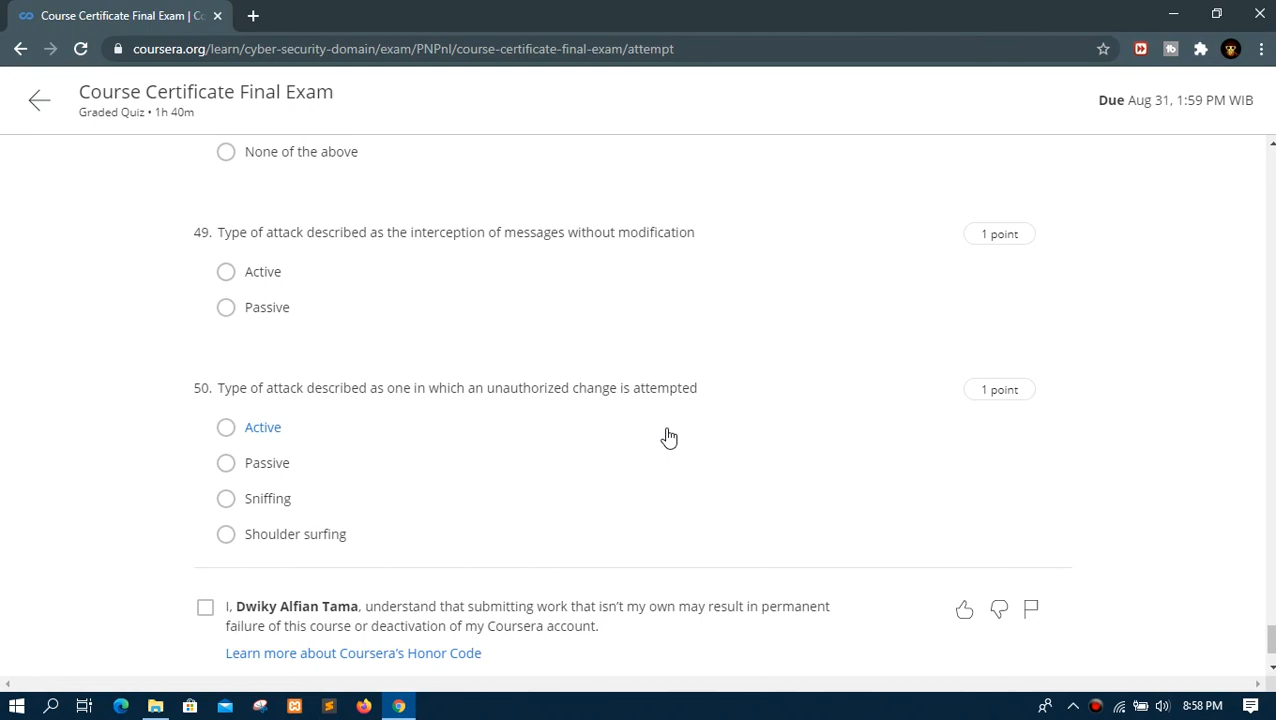 Course Certificate Final Exam | Co
coursera.org/learn/cyber-security-domain/exam/PNPnl/course-certificate-final-exam/attempt
Course Certificate Final Exam
Graded Quiz • 1h 40m
Due Aug 31, 1:59 PM WIB
None of the above
49. Type of attack described as the interception of messages without modification
1 point
Active
Passive
50. Type of attack described as one in which an unauthorized change is attempted
1 point
Active
Passive
Sniffing
Shoulder surfing
I, Dwiky Alfian Tama, understand that submitting work that isn't my own may result in permanent
failure of this course or deactivation of my Coursera account.
Learn more about Coursera's Honor Code
8:58 PM